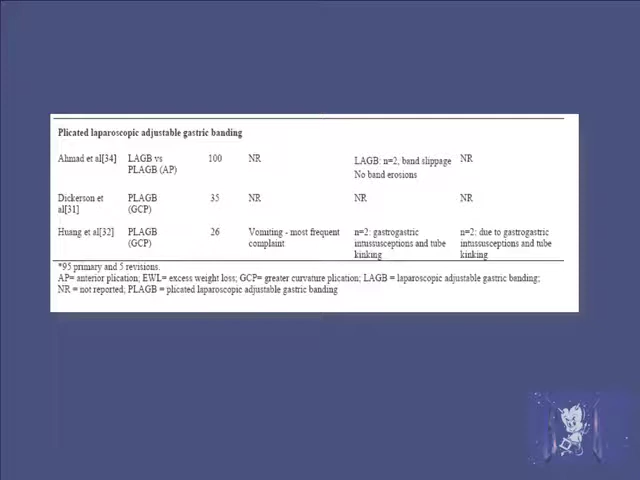 Plicated laparoscopic adjustable gastric banding
Ahmad et al[34] LAGB vs PLAGB (AP) 100 NR LAGB: n=2, band slippage No band erosions NR
Dickerson et al[31] PLAGB (GCP) 35 NR NR NR
Huang et al[32] PLAGB (GCP) 26 Vomiting - most frequent complaint n=2: gastrogastric intussusceptions and tube kinking n=2; due to gastrogastric intussusceptions and tube kinking
*95 primary and 5 revisions.
AP= anterior plication; EWL= excess weight loss; GCP= greater curvature plication; LAGB = laparoscopic adjustable gastric banding;
NR = not reported; PLAGB = plicated laparoscopic adjustable gastric banding